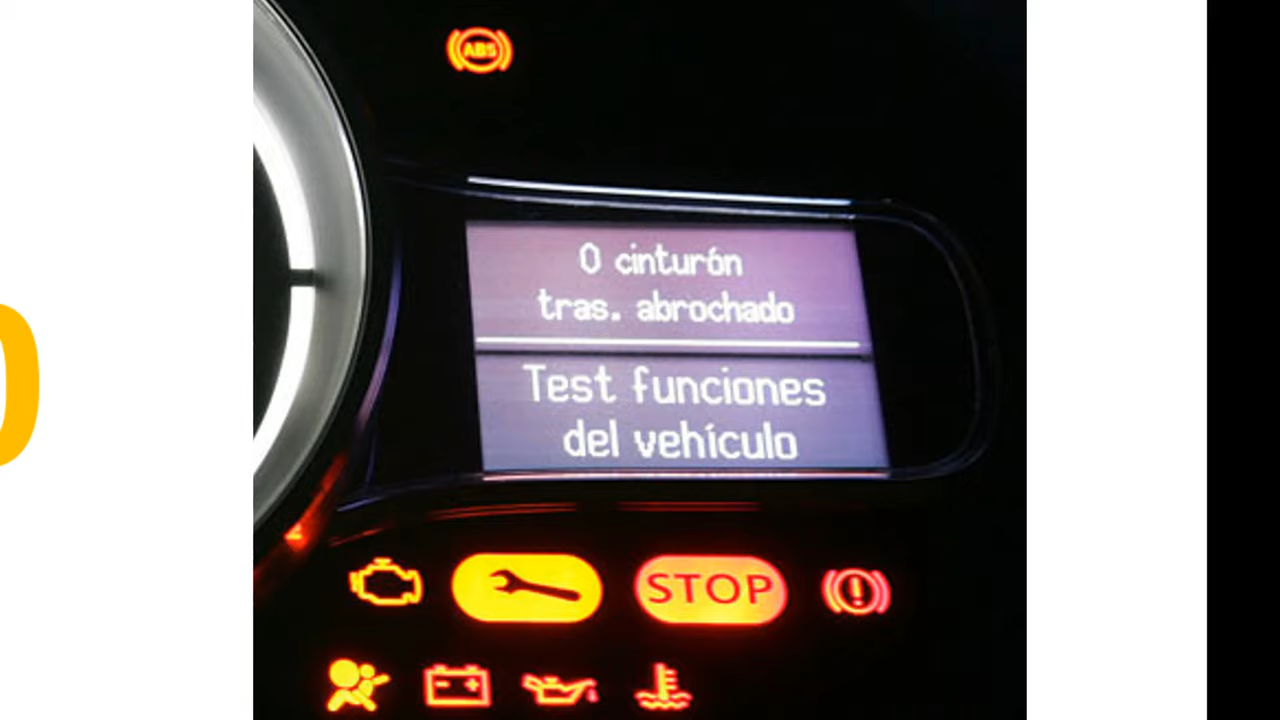 ABS
0 cinturón
tras. abrochado
Test funciones
del vehículo
STOP